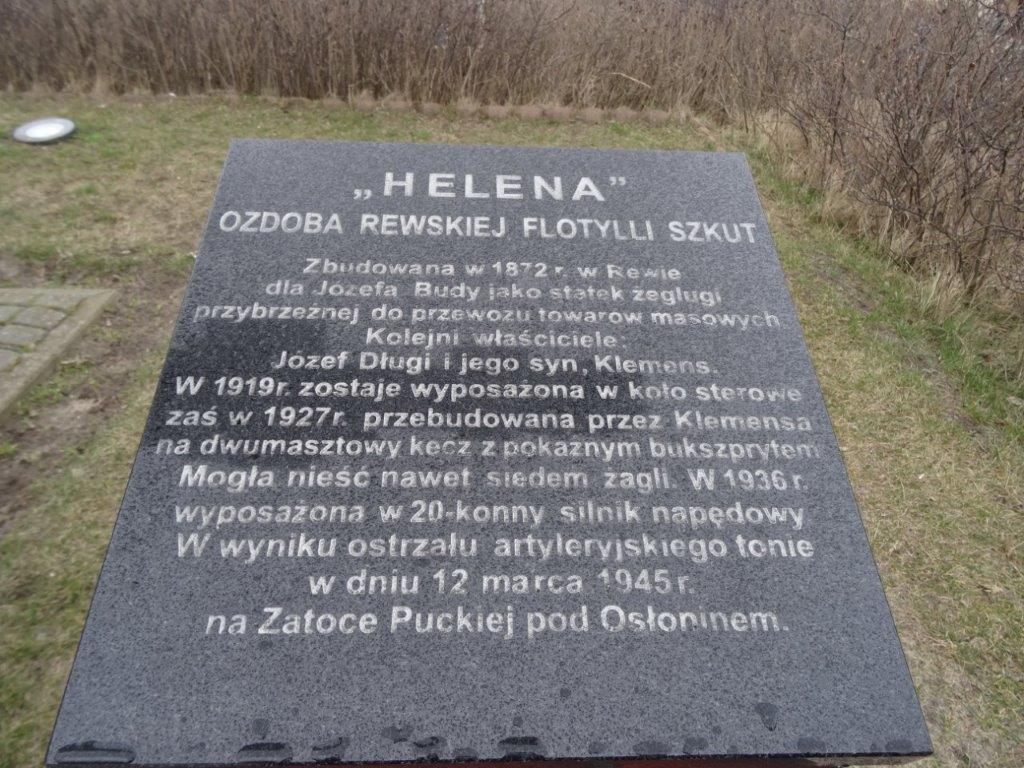 „HELENA”
OZDOBA REWSKIEJ FLOTYLLI SZKUT
Zbudowana w 1872 r. w Rewie
dla Józefa Budy jako statek żeglugi
przybrzeżnej do przewozu towarów masowych.
Kolejni właściciele:
Józef Długi i jego syn, Klemens.
W 1919r. zostaje wyposażona w koło sterowe
zaś w 1927r. przebudowana przez Klemensa
na dwumasztowy kecz z pokaźnym bukszprytem
Mogła nieść nawet siedem żagli. W 1936 r.
wyposażona w 20-konny silnik napędowy
W wyniku ostrzału artyleryjskiego tonie
w dniu 12 marca 1945 r.
na Zatoce Puckiej pod Osłoninem.